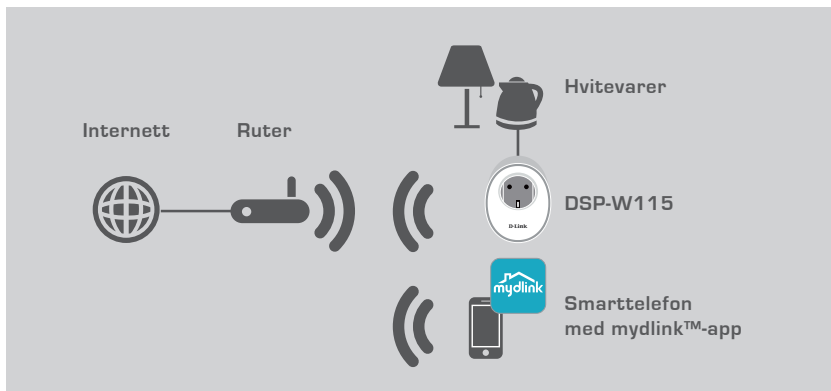 Hvitevarer
Internett
Ruter
DSP-W115
D-Link
mydlink
Smarttelefon
med mydlink™-app